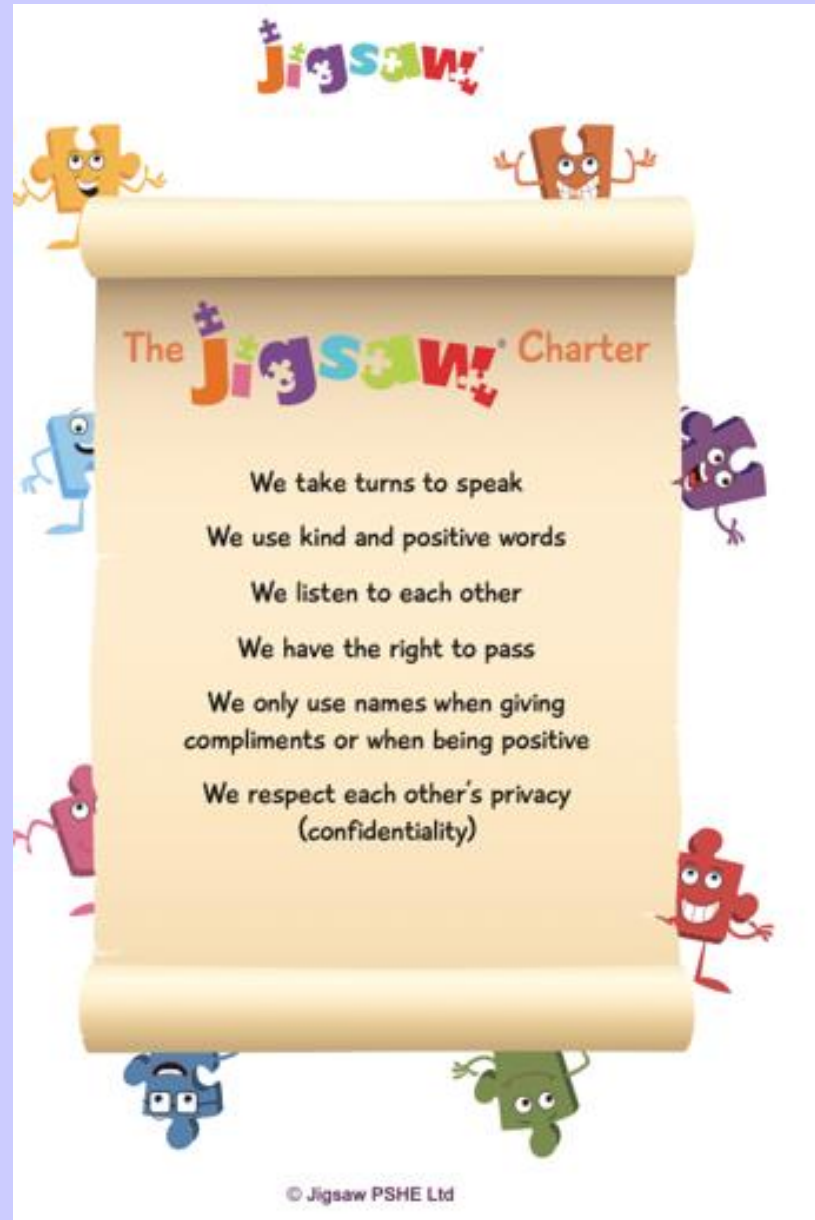 jigsaw
The jigsaw® Charter
We take turns to speak
We use kind and positive words
We listen to each other
We have the right to pass
We only use names when giving
compliments or when being positive
We respect each other's privacy
(confidentiality)
© Jigsaw PSHE Ltd